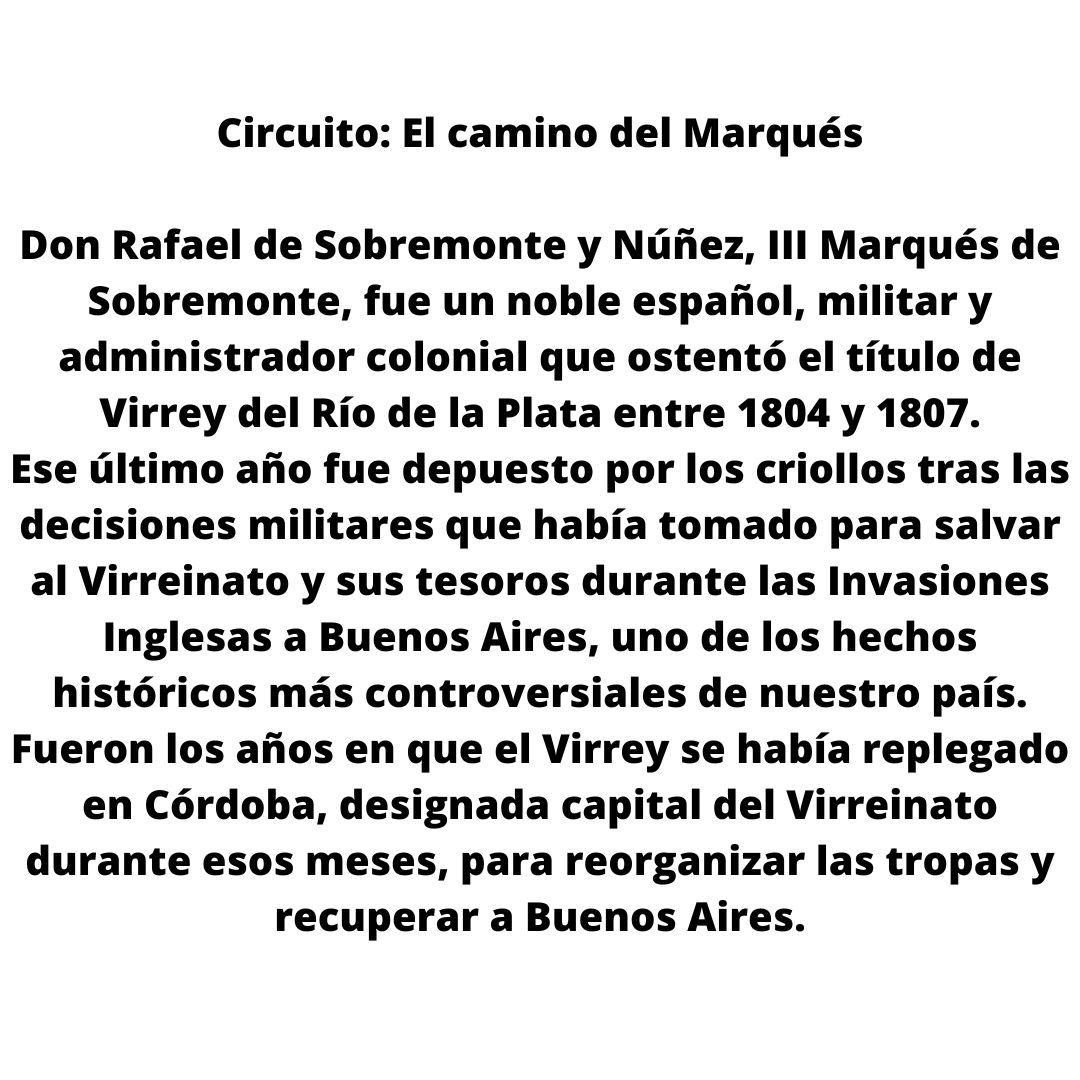 Circuito: El camino del Marqués
Don Rafael de Sobremonte y Núñez, III Marqués de
Sobremonte, fue un noble español, militar y
administrador colonial que ostentó el título de
Virrey del Río de la Plata entre 1804 y 1807.
Ese último año fue depuesto por los criollos tras las
decisiones militares que había tomado para salvar
al Virreinato y sus tesoros durante las Invasiones
Inglesas a Buenos Aires, uno de los hechos
históricos más controversiales de nuestro país.
Fueron los años en que el Virrey se había replegado
en Córdoba, designada capital del Virreinato
durante esos meses, para reorganizar las tropas y
recuperar a Buenos Aires.